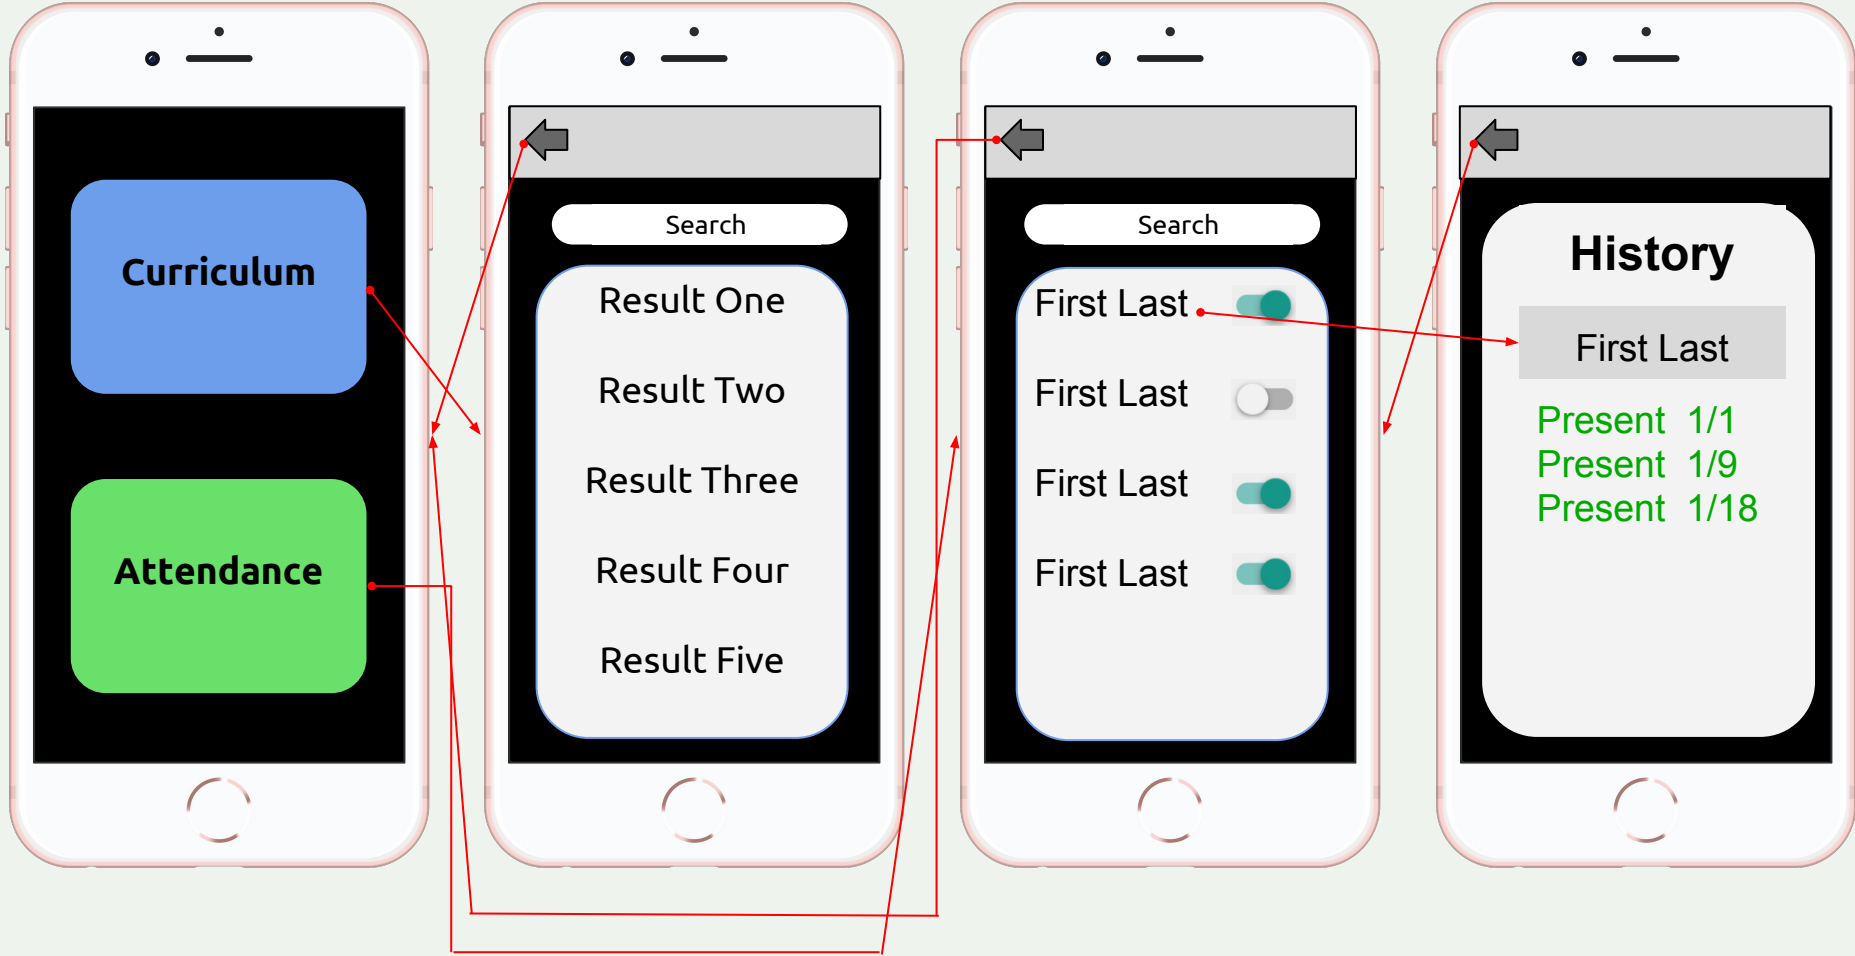 Curriculum
Attendance
Search
Result One
Result Two
Result Three
Result Four
Result Five
Search
First Last
First Last
First Last
First Last
History
First Last
Present 1/1
Present 1/9
Present 1/18